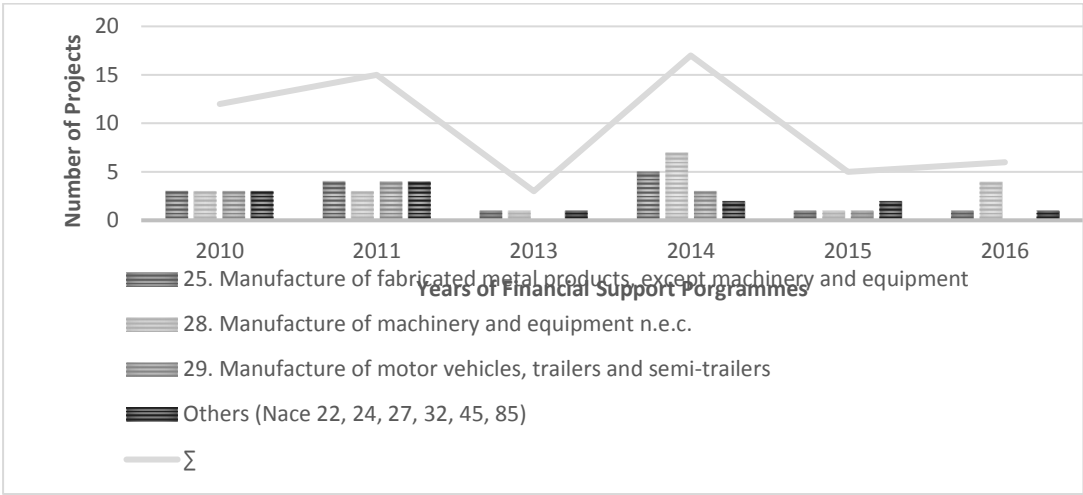 20
15
10
5
0
Number of Projects
2010 2011 2013 2014 2015 2016
25. Manufacture of fabricated metal products, except machinery and equipment
Years of Financial Support Porgrammes
28. Manufacture of machinery and equipment n.e.c.
29. Manufacture of motor vehicles, trailers and semi-trailers
Others (Nace 22, 24, 27, 32, 45, 85)
∑